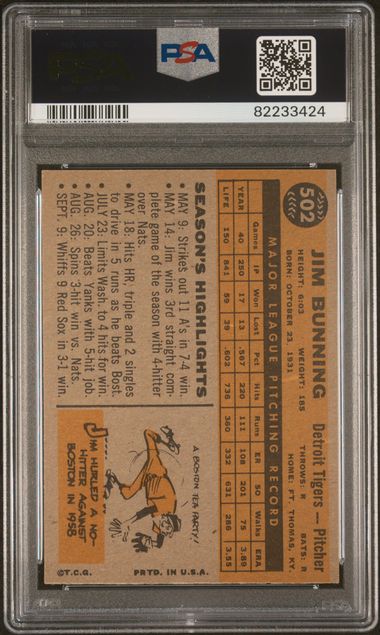 PSA
82233424
502
JIM BUNNING Detroit Tigers — Pitcher
HEIGHT: 6:03 WEIGHT: 185 THROWS: R BATS: R
BORN: OCTOBER 23, 1931 HOME: FT. THOMAS, KY.
MAJOR LEAGUE PITCHING RECORD
Games IP Won Lost Pct Hits Runs ER SO Walks ERA
YEAR 40 250 17 13 .567 220 111 108 201 75 3.89
LIFE 150 841 59 39 .602 736 360 332 631 286 3.55
SEASON'S HIGHLIGHTS
• MAY 9: Strikes out 11 A's in 7-4 win.
• MAY 14: Jim wins 3rd straight com-
plete game of the season with 4-hitter
over Nats.
• MAY 18: Hits HR, triple and 2 singles
to drive in 5 runs as he beats Bost.
• JULY 23: Limits Wash. to 4 hits for win.
• AUG. 20: Beats Yanks with 5-hit job.
• AUG. 26: Spins 3-hit win vs. Nats.
• SEPT. 9: Whiffs 9 Red Sox in 3-1 win.
A BOSTON TEA PARTY!
JIM HURLED A NO-
HITTER AGAINST
BOSTON IN 1958
©T.C.G. PRTD. IN U.S.A.